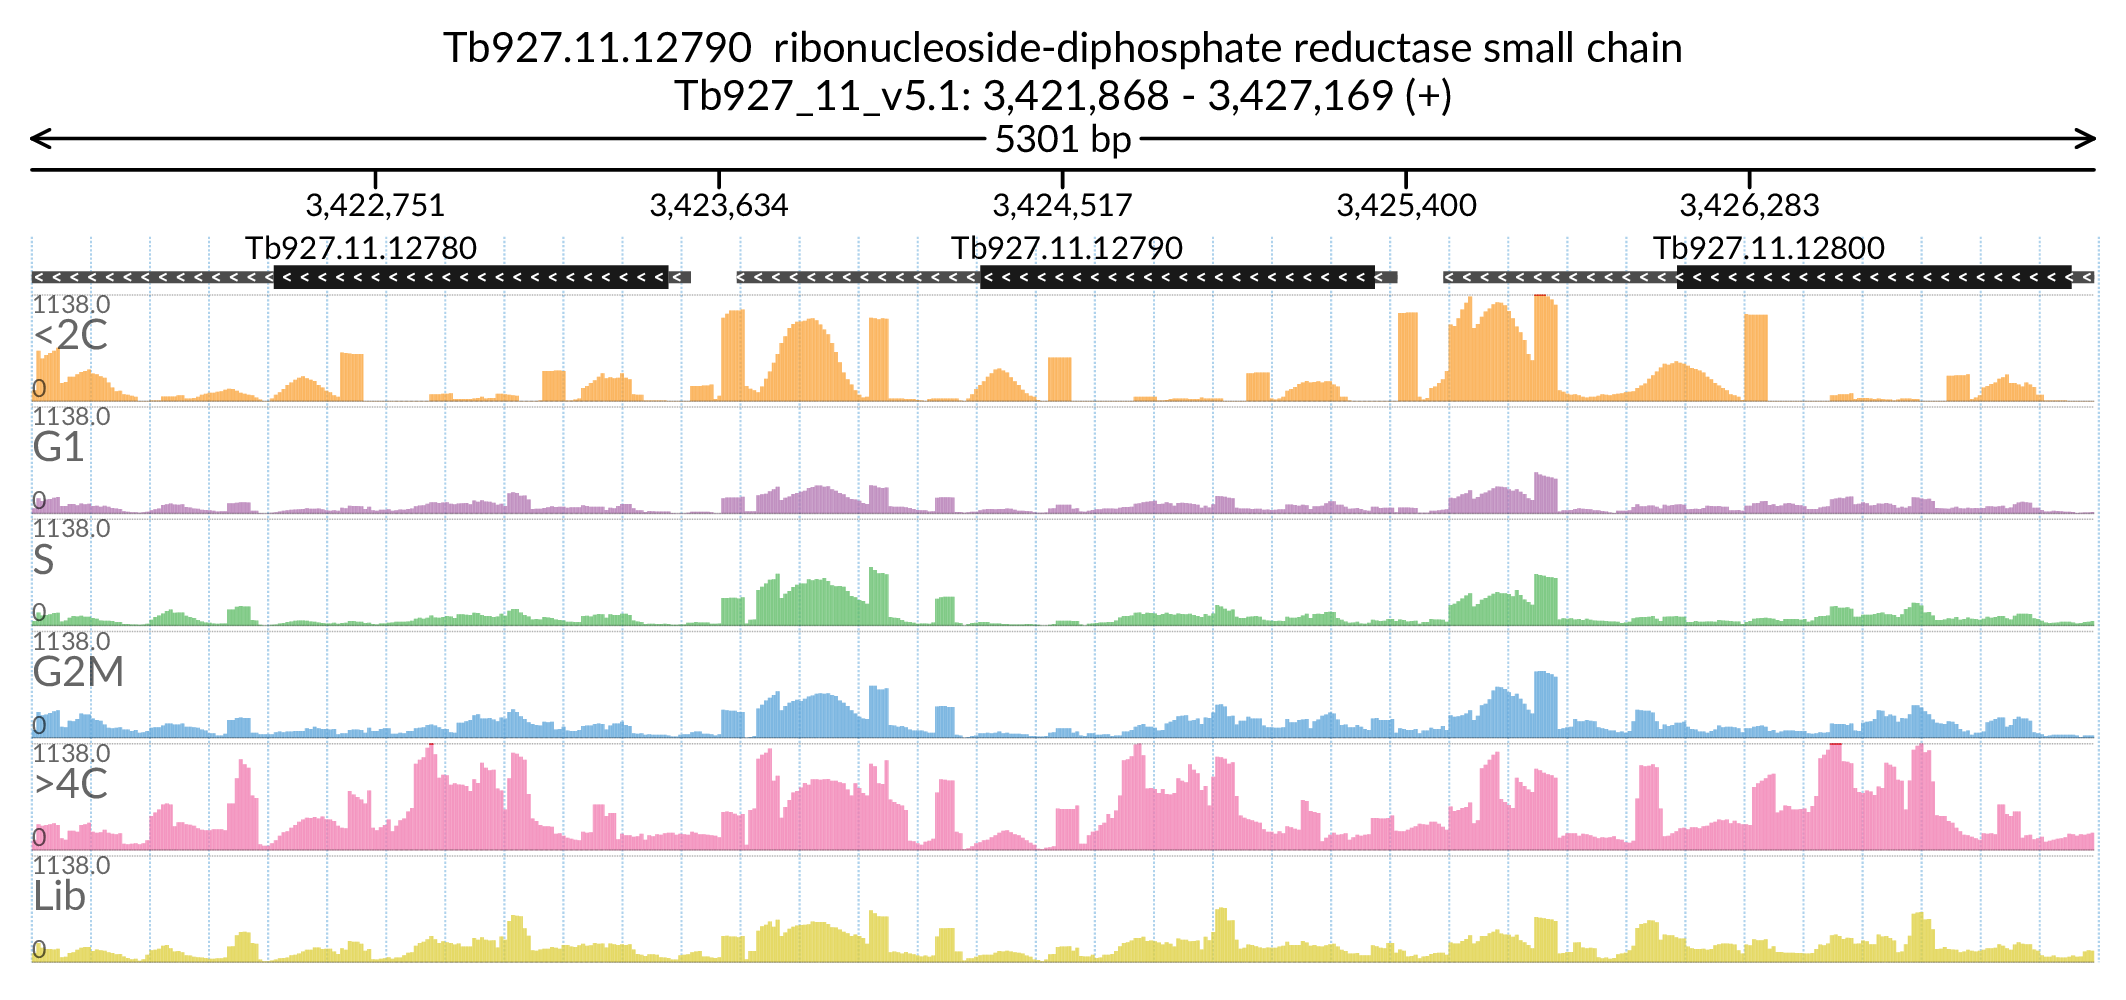 Tb927.11.12790 ribonucleoside-diphosphate reductase small chain
Tb927_11_v5.1: 3,421,868 - 3,427,169 (+)
5301 bp
3,422,751 3,423,634 3,424,517 3,425,400 3,426,283
Tb927.11.12780 Tb927.11.12790 Tb927.11.12800
1138.0
<2C
0
1138.0
G1
0
1138.0
S
0
1138.0
G2M
0
1138.0
>4C
0
1138.0
Lib
0